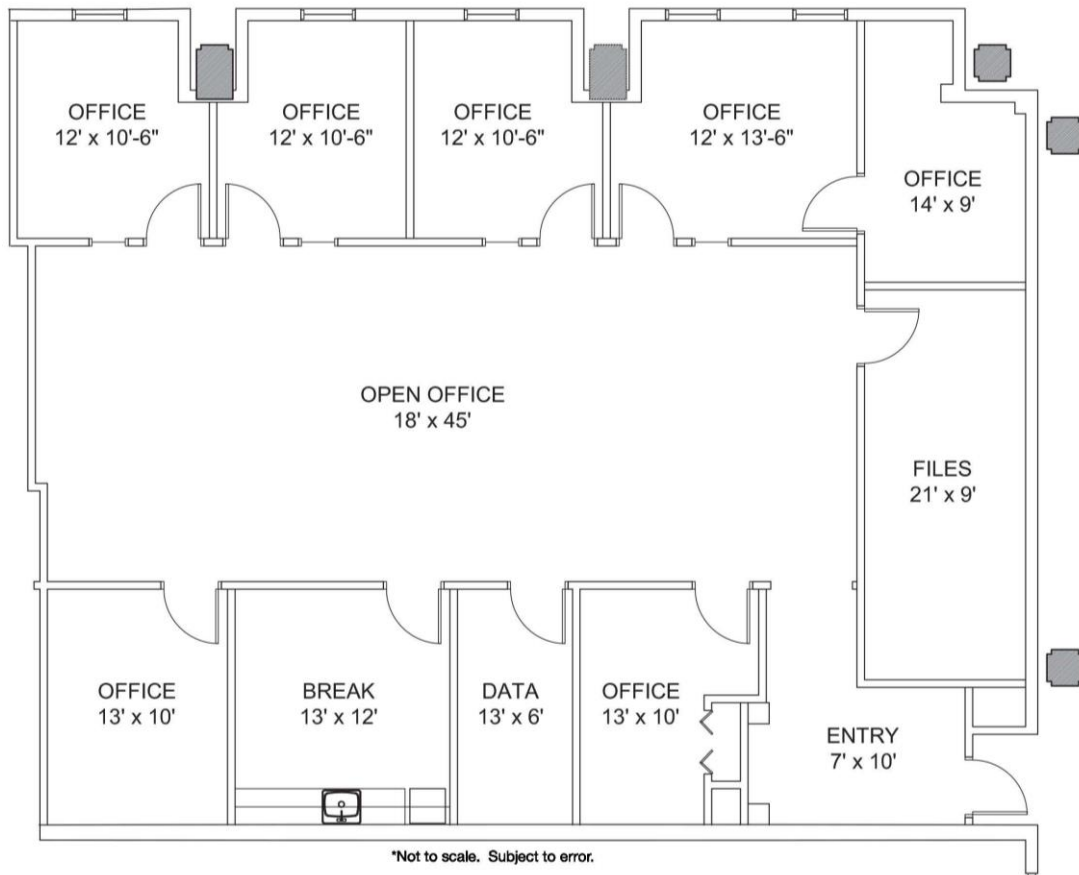 OFFICE
12' x 10'-6"
OFFICE
12' x 10'-6"
OFFICE
12' x 10'-6"
OFFICE
12' x 13'-6"
OFFICE
14' x 9'
OPEN OFFICE
18' x 45'
FILES
21' x 9'
OFFICE
13' x 10'
BREAK
13' x 12'
DATA
13' x 6'
OFFICE
13' x 10'
ENTRY
7' x 10'
*Not to scale. Subject to error.